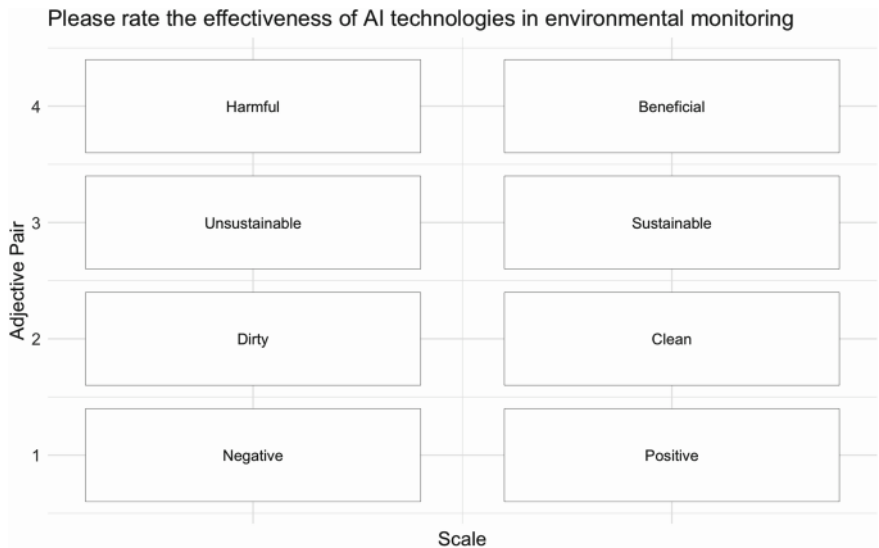 Please rate the effectiveness of AI technologies in environmental monitoring
4
Harmful
Beneficial
3
Unsustainable
Sustainable
Adjective Pair
2
Dirty
Clean
1
Negative
Positive
Scale